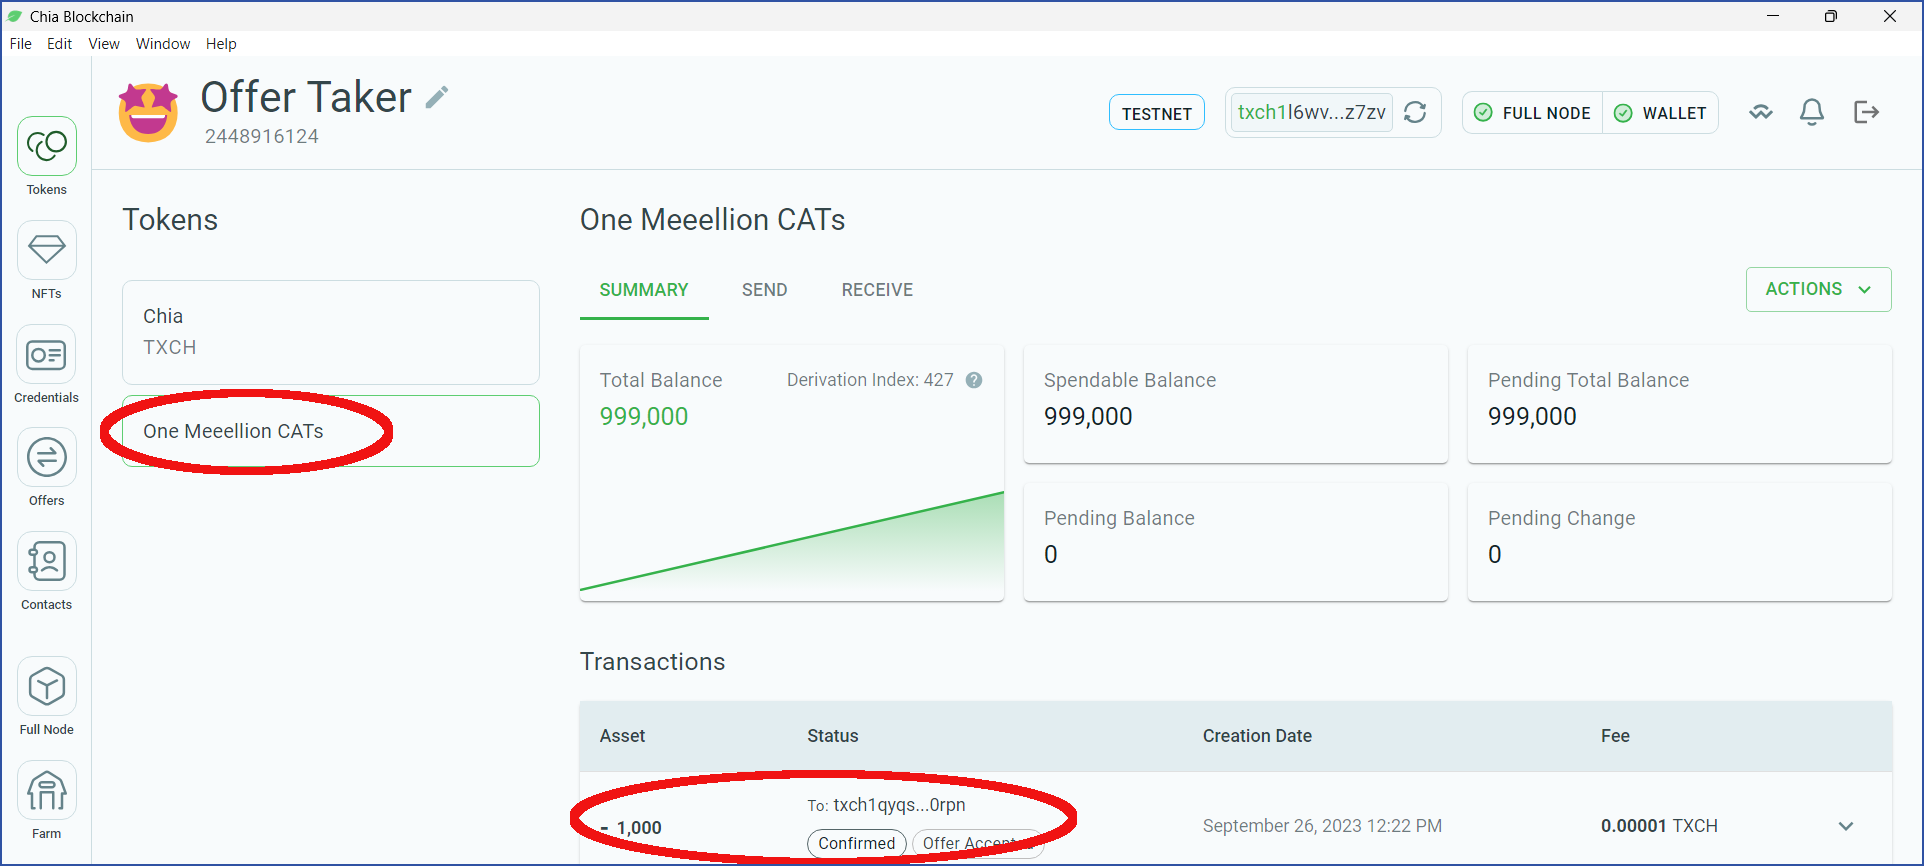 Chia Blockchain
File Edit View Window Help
Offer Taker
2448916124
TESTNET
txch1l6wv...z7zv
FULL NODE
WALLET
Tokens
NFTs
Credentials
Offers
Contacts
Full Node
Farm
Tokens
Chia
TXCH
One Meeellion CATs
One Meeellion CATs
SUMMARY SEND RECEIVE
ACTIONS
Total Balance
Derivation Index: 427 ?
999,000
Spendable Balance
999,000
Pending Total Balance
999,000
Pending Balance
0
Pending Change
0
Transactions
Asset Status Creation Date Fee
- 1,000
To: txch1qyqs...0rpn
Confirmed
Offer Accepted
September 26, 2023 12:22 PM
0.00001 TXCH